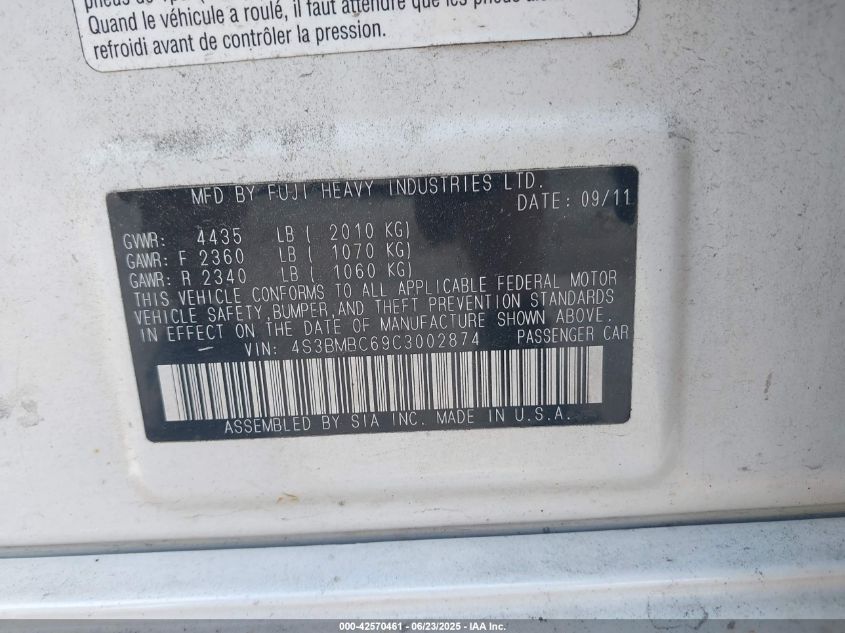 Quand le véhicule a roulé, il faut attendre que les pneus
refroidi avant de contrôler la pression.
MFD BY FUJI HEAVY INDUSTRIES LTD.
DATE: 09/11
GVWR: 4435 LB ( 2010 KG)
GAWR: F 2360 LB ( 1070 KG)
GAWR: R 2340 LB ( 1060 KG)
THIS VEHICLE CONFORMS TO ALL APPLICABLE FEDERAL MOTOR
VEHICLE SAFETY,BUMPER,AND THEFT PREVENTION STANDARDS
IN EFFECT ON THE DATE OF MANUFACTURE SHOWN ABOVE.
VIN: 4S3BMBC69C3002874 PASSENGER CAR
ASSEMBLED BY SIA INC. MADE IN U.S.A.
000-42570461 - 06/23/2025 - IAA Inc.